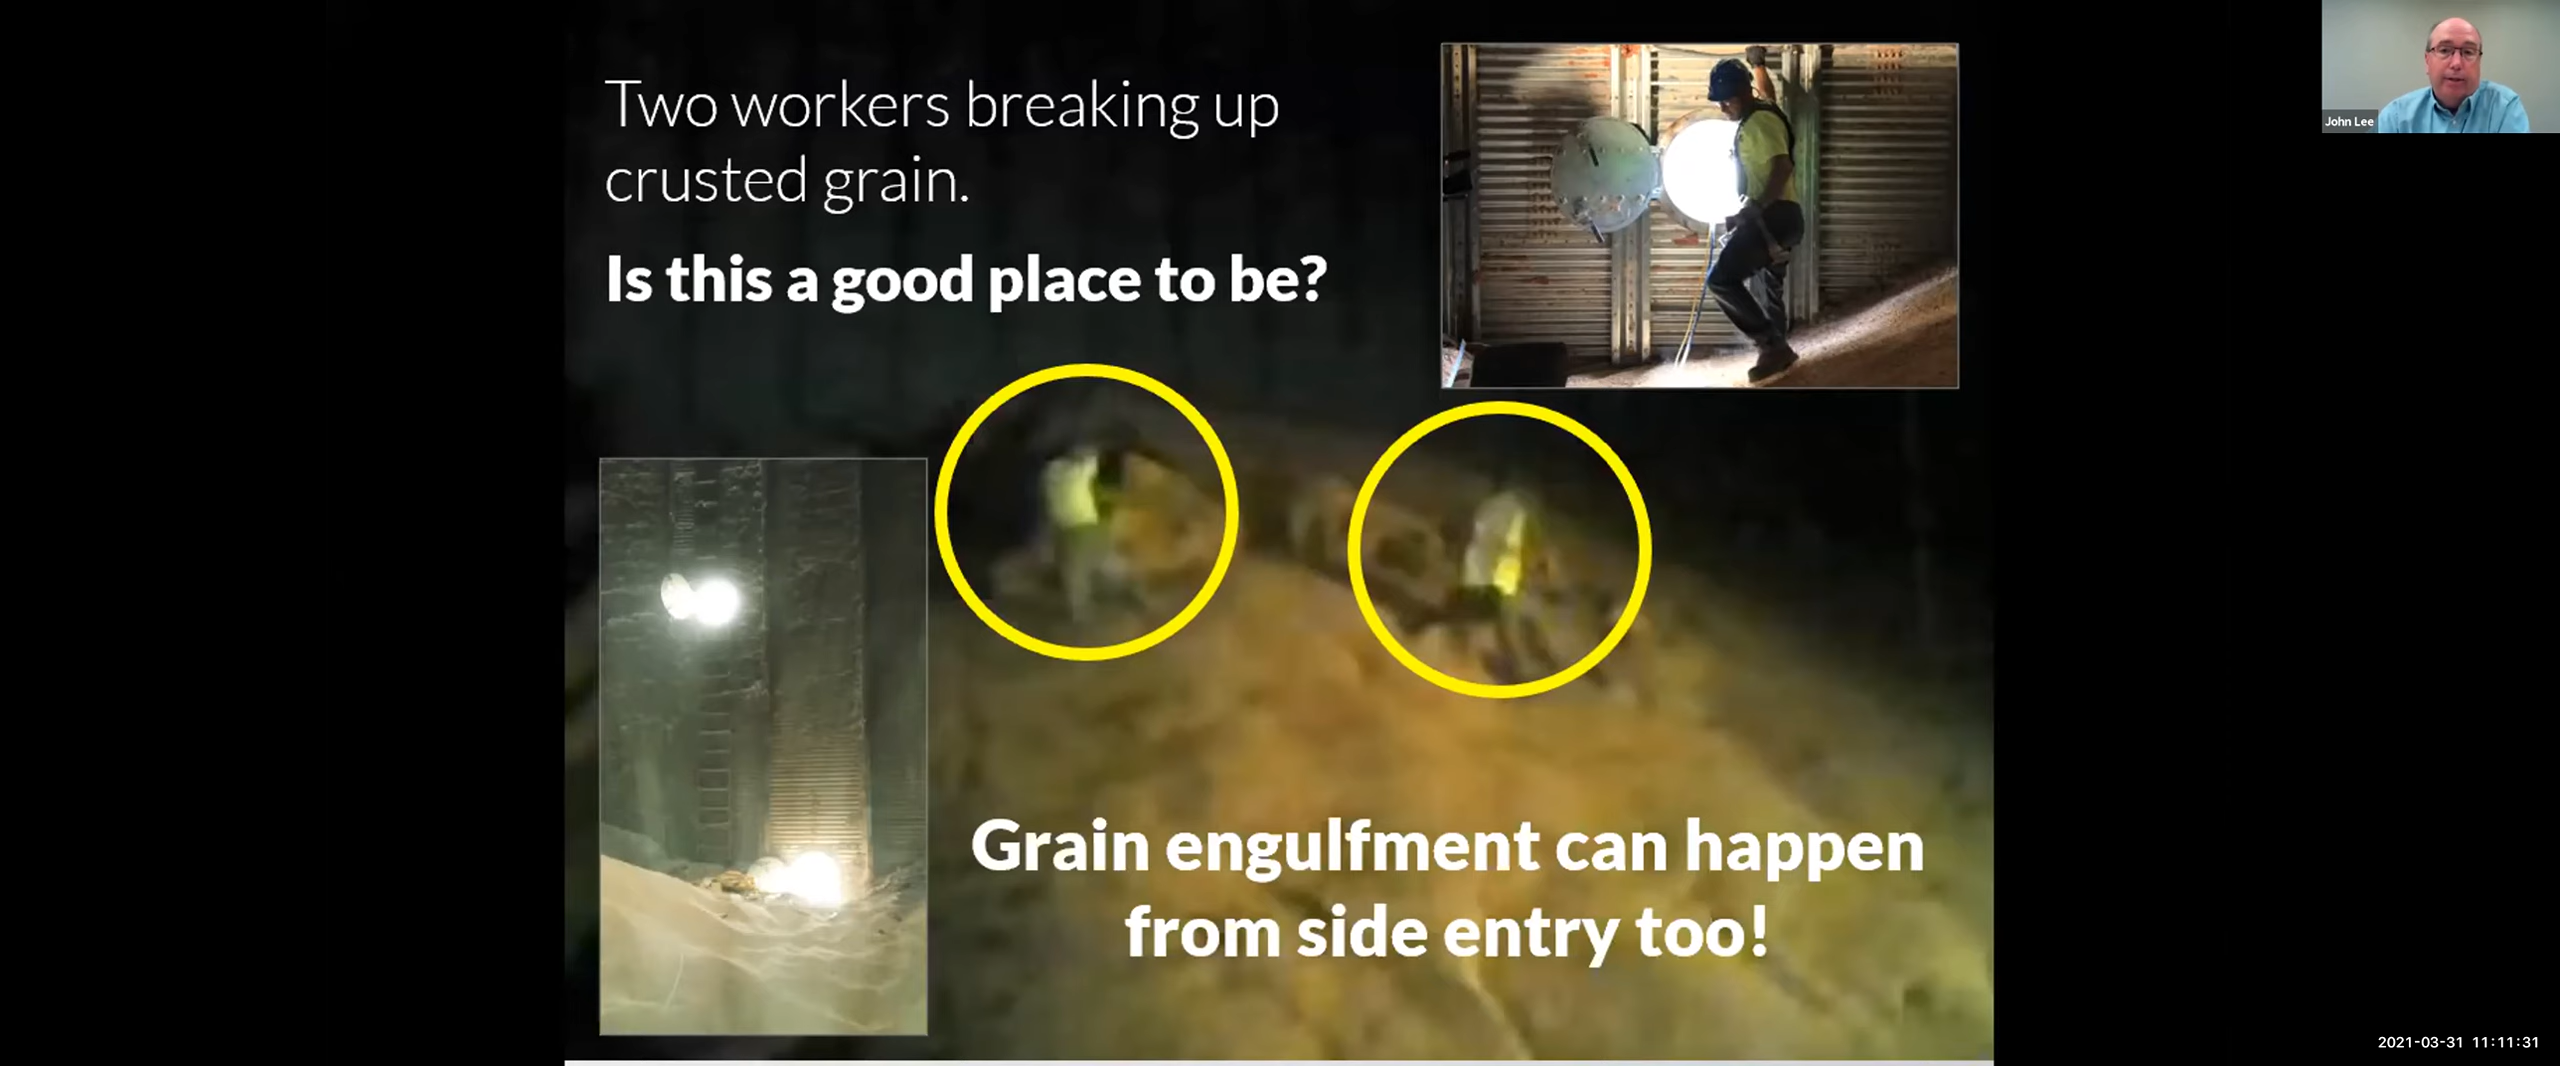 Two workers breaking up
crusted grain.
Is this a good place to be?
John Lee
Grain engulfment can happen
from side entry too!
2021-03-31 11:11:31